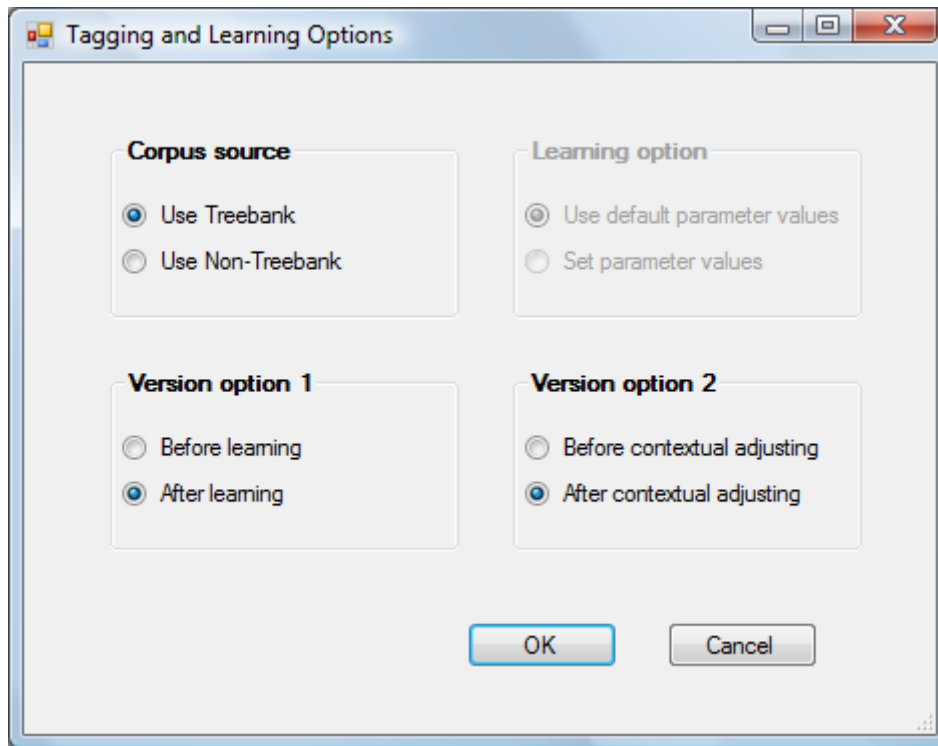 Tagging and Learning Options
Corpus source
Use Treebank
Use Non-Treebank
Learning option
Use default parameter values
Set parameter values
Version option 1
Before learning
After learning
Version option 2
Before contextual adjusting
After contextual adjusting
OK
Cancel